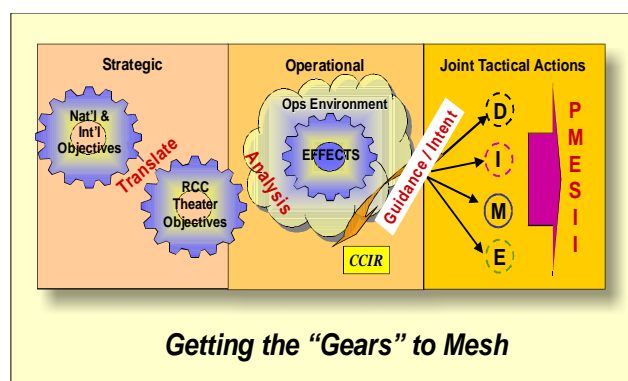 Strategic
Nat'l &
Int'l
Objectives
Translate
RCC
Theater
Objectives
Operational
Ops Environment
EFFECTS
Analysis
Guidance / Intent
CCIR
Joint Tactical Actions
D
I
M
E
P
M
E
S
I
I
Getting the “Gears” to Mesh